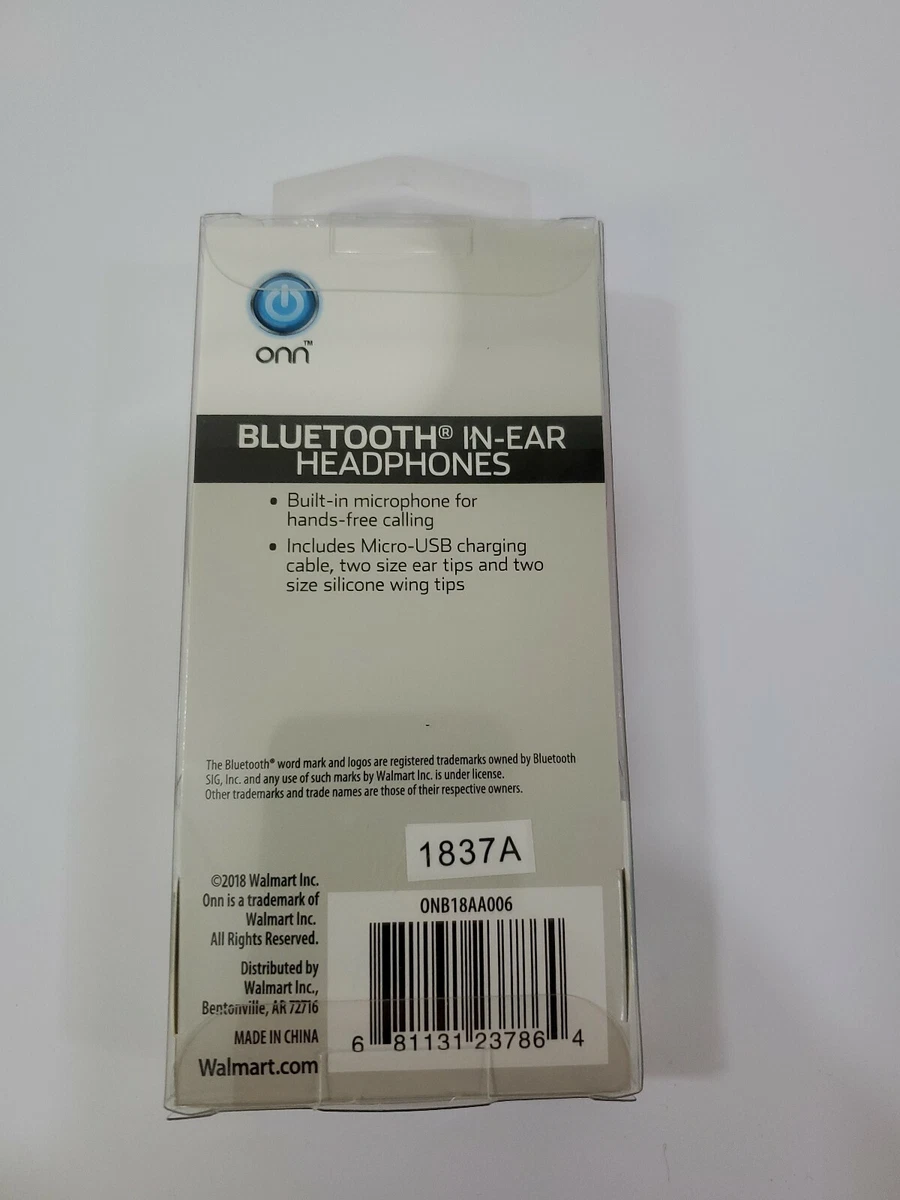 onn™
BLUETOOTH® IN-EAR
HEADPHONES
• Built-in microphone for
hands-free calling
• Includes Micro-USB charging
cable, two size ear tips and two
size silicone wing tips
The Bluetooth® word mark and logos are registered trademarks owned by Bluetooth
SIG, Inc. and any use of such marks by Walmart Inc. is under license.
Other trademarks and trade names are those of their respective owners.
1837A
©2018 Walmart Inc.
Onn is a trademark of
Walmart Inc.
All Rights Reserved.
Distributed by
Walmart Inc.,
Bentonville, AR 72716
MADE IN CHINA
Walmart.com
ONB18AA006
6 81131 23786 4